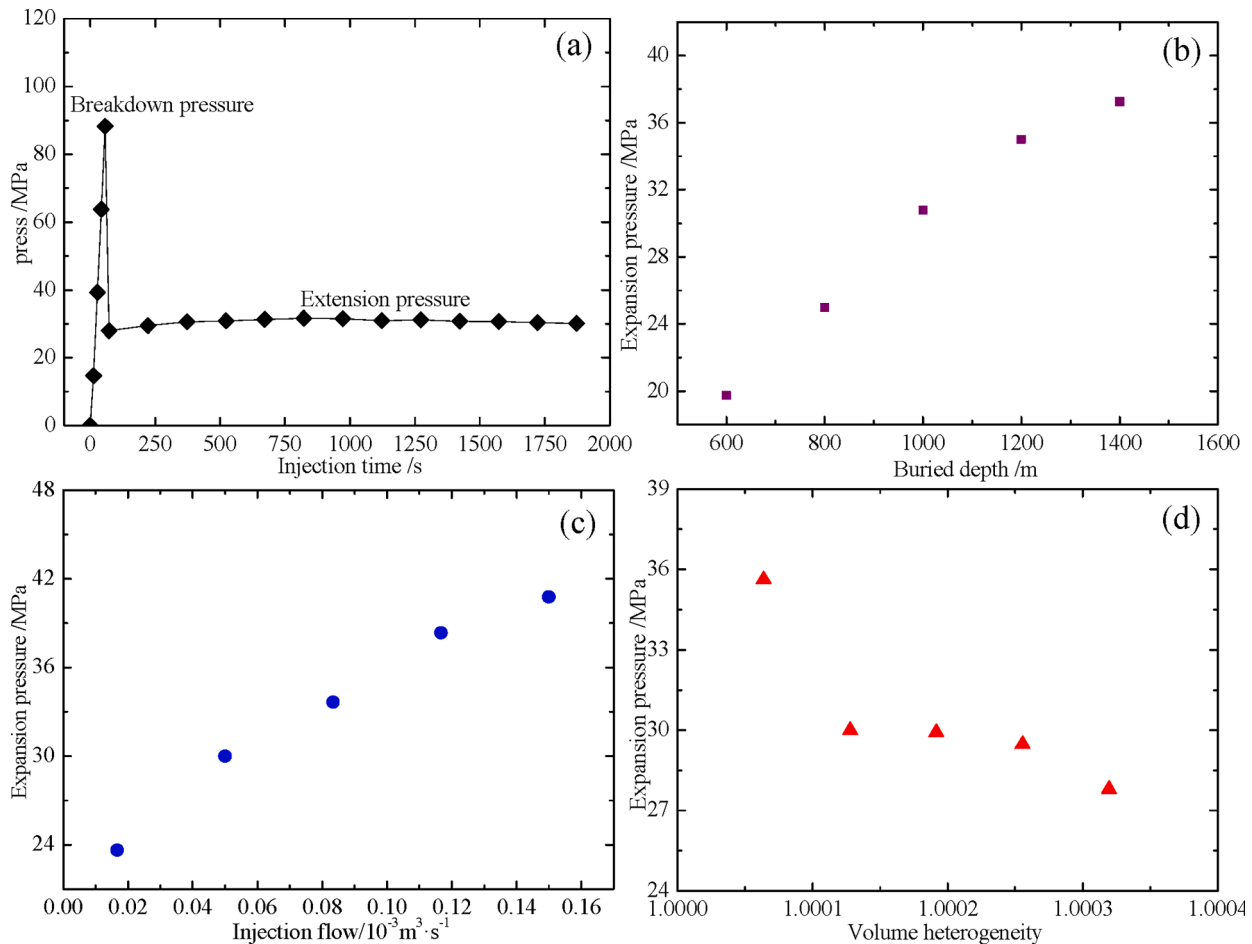 (a)
120
100
80
60
40
20
0
press /MPa
Breakdown pressure
Extension pressure
0 250 500 750 1000 1250 1500 1750 2000
Injection time /s
(b)
40
36
32
28
24
20
Expansion pressure /MPa
600 800 1000 1200 1400 1600
Buried depth /m
(c)
48
42
36
30
24
Expansion pressure /MPa
0.00 0.02 0.04 0.06 0.08 0.10 0.12 0.14 0.16
Injection flow/10⁻³m³·s⁻¹
(d)
39
36
33
30
27
24
Expansion pressure /MPa
1.0000 1.0001 1.0002 1.0003 1.0004
Volume heterogeneity